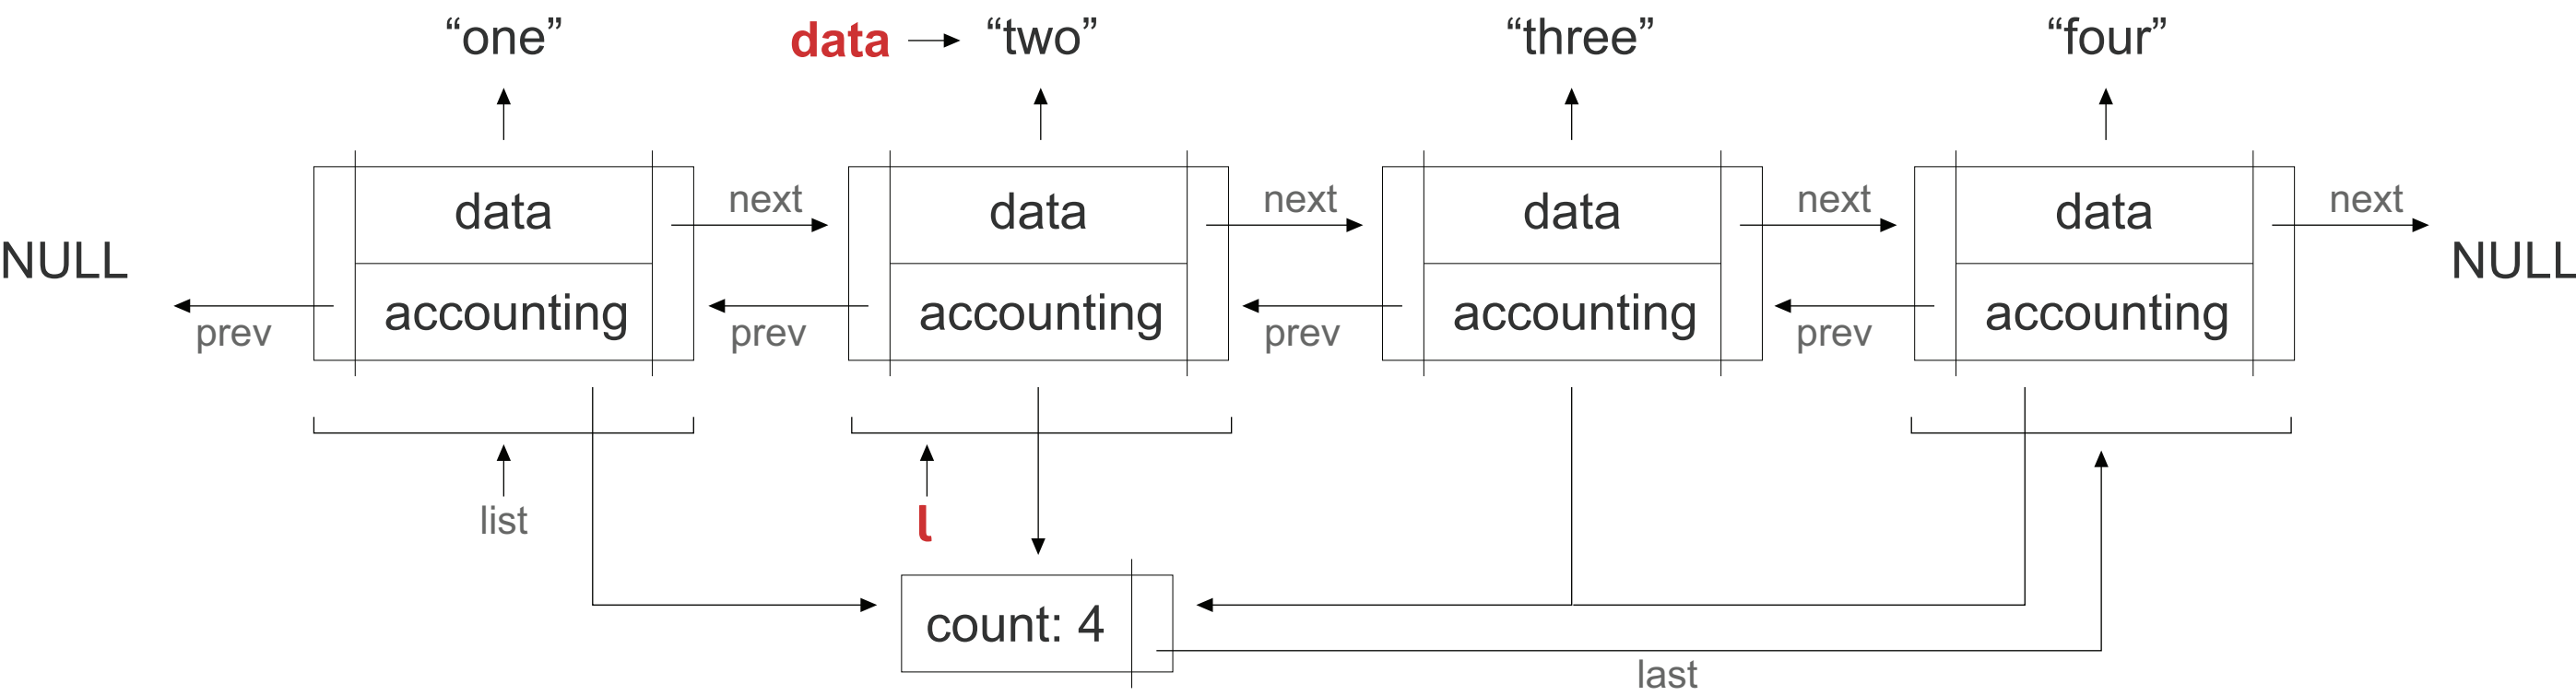 “one” data “two” “three” “four”
data next data next data next data next
NULL NULL
prev accounting prev accounting prev accounting prev accounting
list l
count: 4
last